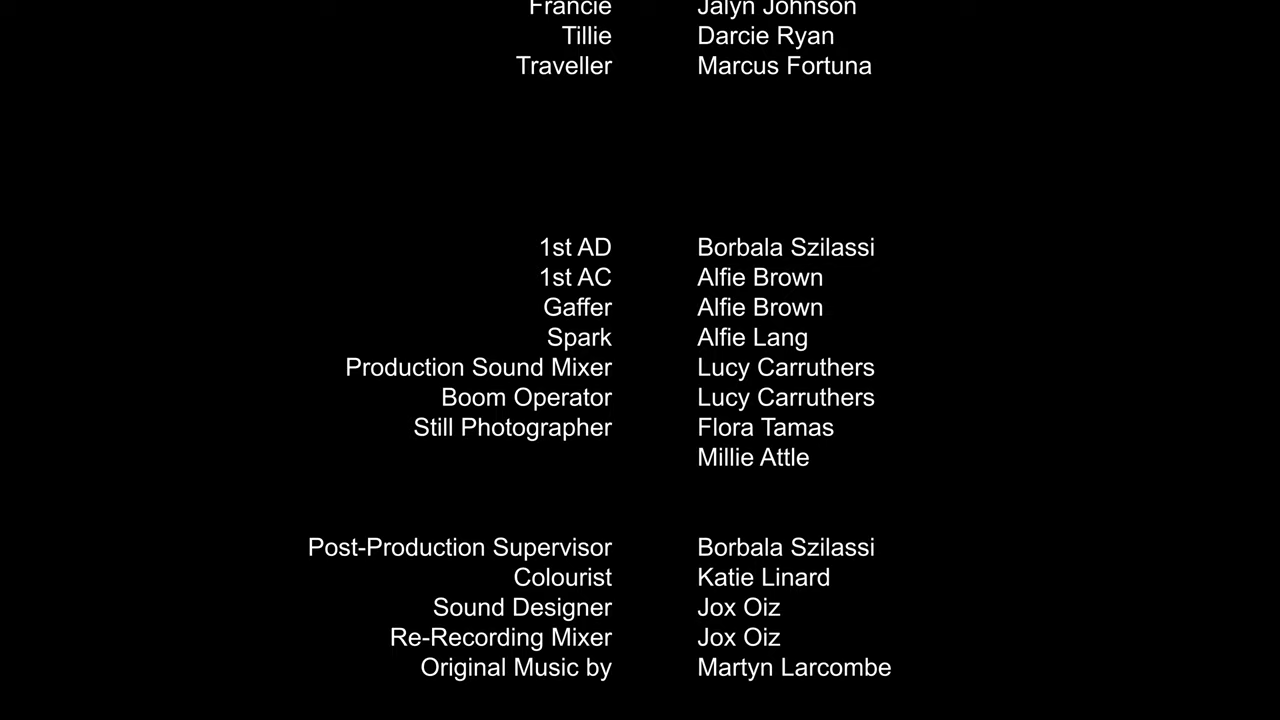 Francie Jalyn Johnson
Tillie Darcie Ryan
Traveller Marcus Fortuna
1st AD Borbala Szilassi
1st AC Alfie Brown
Gaffer Alfie Brown
Spark Alfie Lang
Production Sound Mixer Lucy Carruthers
Boom Operator Lucy Carruthers
Still Photographer Flora Tamas
Millie Attle
Post-Production Supervisor Borbala Szilassi
Colourist Katie Linard
Sound Designer Jox Oiz
Re-Recording Mixer Jox Oiz
Original Music by Martyn Larcombe